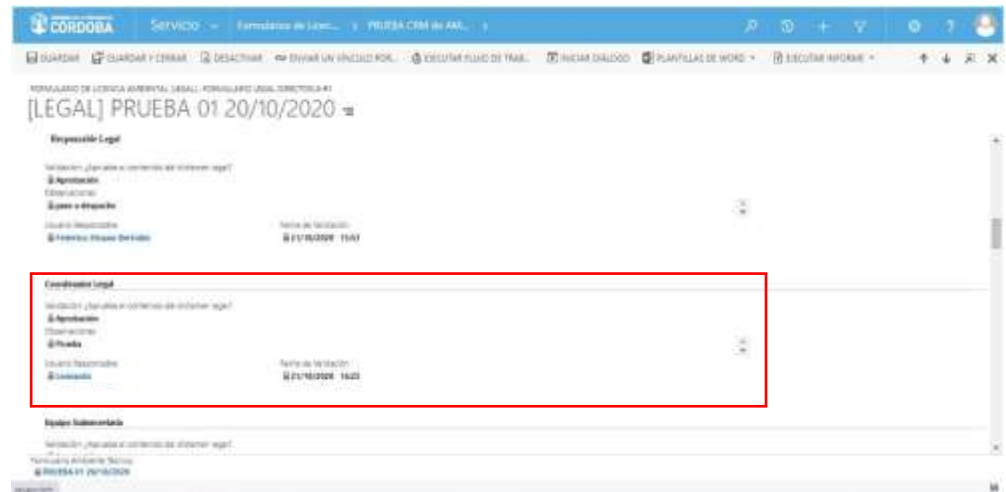 CÓRDOBA Servicio Formularios de Licen... PRUEBA CRM de AM...
GUARDAR GUARDAR Y CERRAR DESACTIVAR ENVIAR UN VÍNCULO POR... EJECUTAR FLUJO DE TRAB... INICIAR DIÁLOGO PLANTILLAS DE WORD EJECUTAR INFORME
FORMULARIO DE LICENCIA AMBIENTAL (LEGAL): FORMULARIO LEGAL
[LEGAL] PRUEBA 01 20/10/2020
Responsable Legal
Validación ¿Aprueba el contenido del dictamen legal?
Aprobación
Observaciones
pase a despacho
Usuario Responsable Fecha de Validación
Federico 21/10/2020
Coordinador Legal
Validación ¿Aprueba el contenido del dictamen legal?
Aprobación
Observaciones
Prueba
Usuario Responsable Fecha de Validación
Leonardo 21/10/2020 16:25
Equipo Subsecretaría
Validación ¿Aprueba el contenido del dictamen legal?
Formulario Ambiente Técnico
PRUEBA 01 20/10/2020